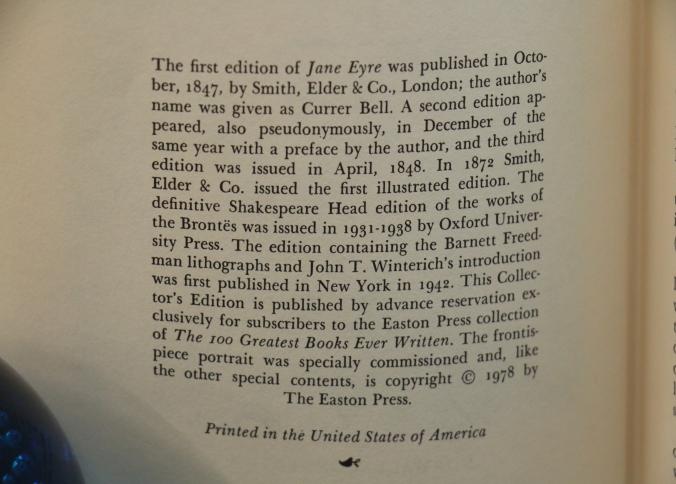 The first edition of Jane Eyre was published in Octo-
ber, 1847, by Smith, Elder & Co., London; the author's
name was given as Currer Bell. A second edition ap-
peared, also pseudonymously, in December of the
same year with a preface by the author, and the third
edition was issued in April, 1848. In 1872 Smith,
Elder & Co. issued the first illustrated edition. The
definitive Shakespeare Head edition of the works of
the Brontës was issued in 1931-1938 by Oxford Univer-
sity Press. The edition containing the Barnett Freed-
man lithographs and John T. Winterich's introduction
was first published in New York in 1942. This Collec-
tor's Edition is published by advance reservation ex-
clusively for subscribers to the Easton Press collection
of The 100 Greatest Books Ever Written. The frontis-
piece portrait was specially commissioned and, like
the other special contents, is copyright © 1978 by
The Easton Press.
Printed in the United States of America